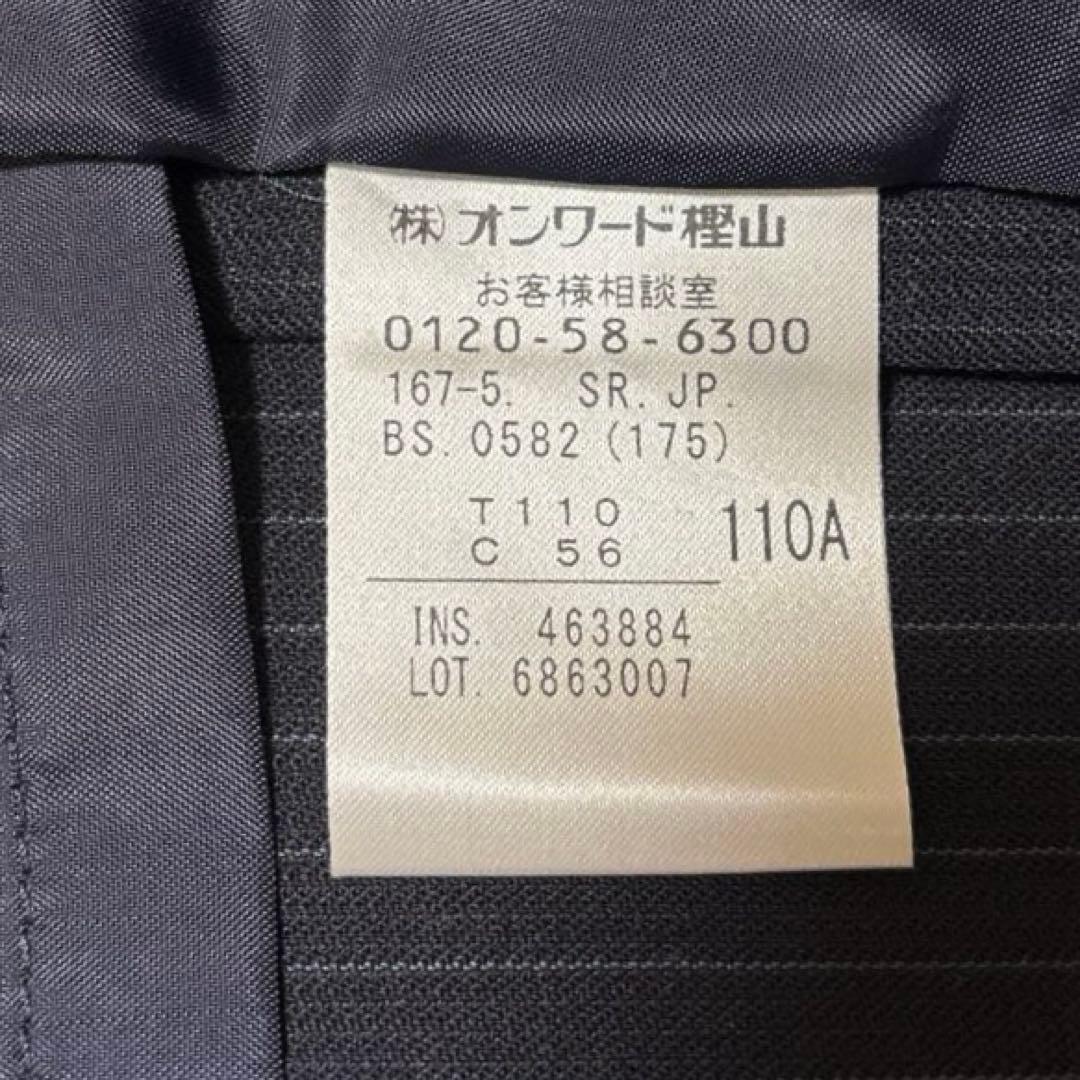 ㈱オンワード樫山
お客様相談室
0120-58-6300
167-5. SR. JP.
BS. 0582 (175)
T110
C 56
110A
INS. 463884
LOT. 6863007